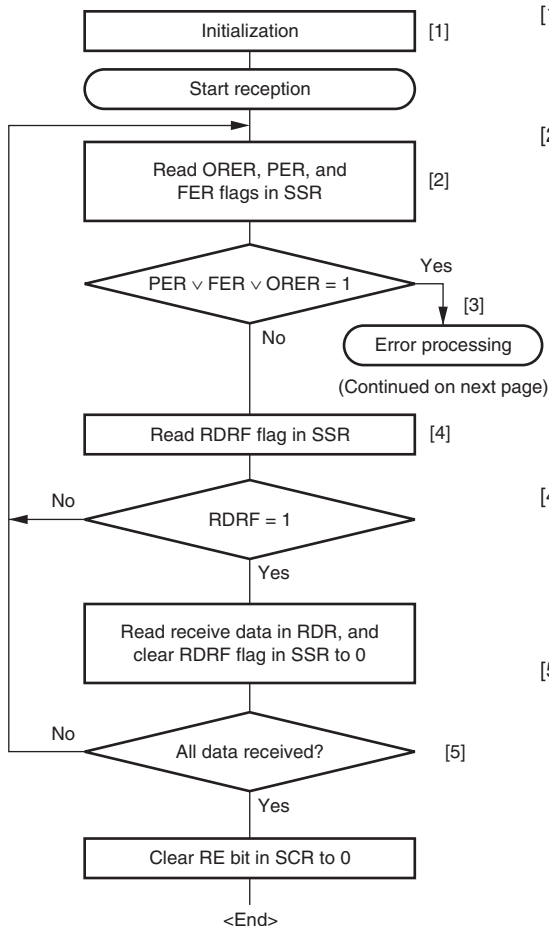 Initialization
[1]
Start reception
Read ORER, PER, and
FER flags in SSR
[2]
PER ∨ FER ∨ ORER = 1
Yes
[3]
Error processing
(Continued on next page)
No
Read RDRF flag in SSR
[4]
No
RDRF = 1
Yes
Read receive data in RDR, and
clear RDRF flag in SSR to 0
No
All data received?
[5]
Yes
Clear RE bit in SCR to 0
<End>